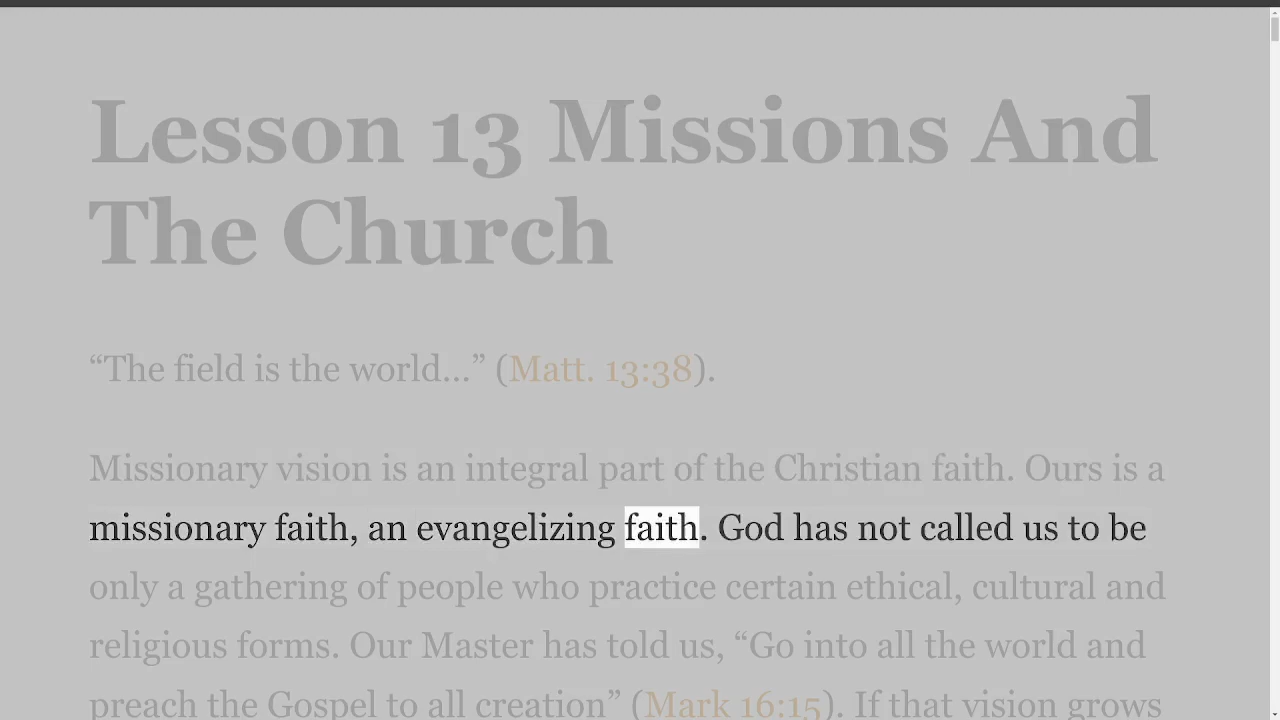 Lesson 13 Missions And
The Church
“The field is the world...” (Matt. 13:38).
Missionary vision is an integral part of the Christian faith. Ours is a
missionary faith, an evangelizing faith. God has not called us to be
only a gathering of people who practice certain ethical, cultural and
religious forms. Our Master has told us, “Go into all the world and
preach the Gospel to all creation” (Mark 16:15). If that vision grows